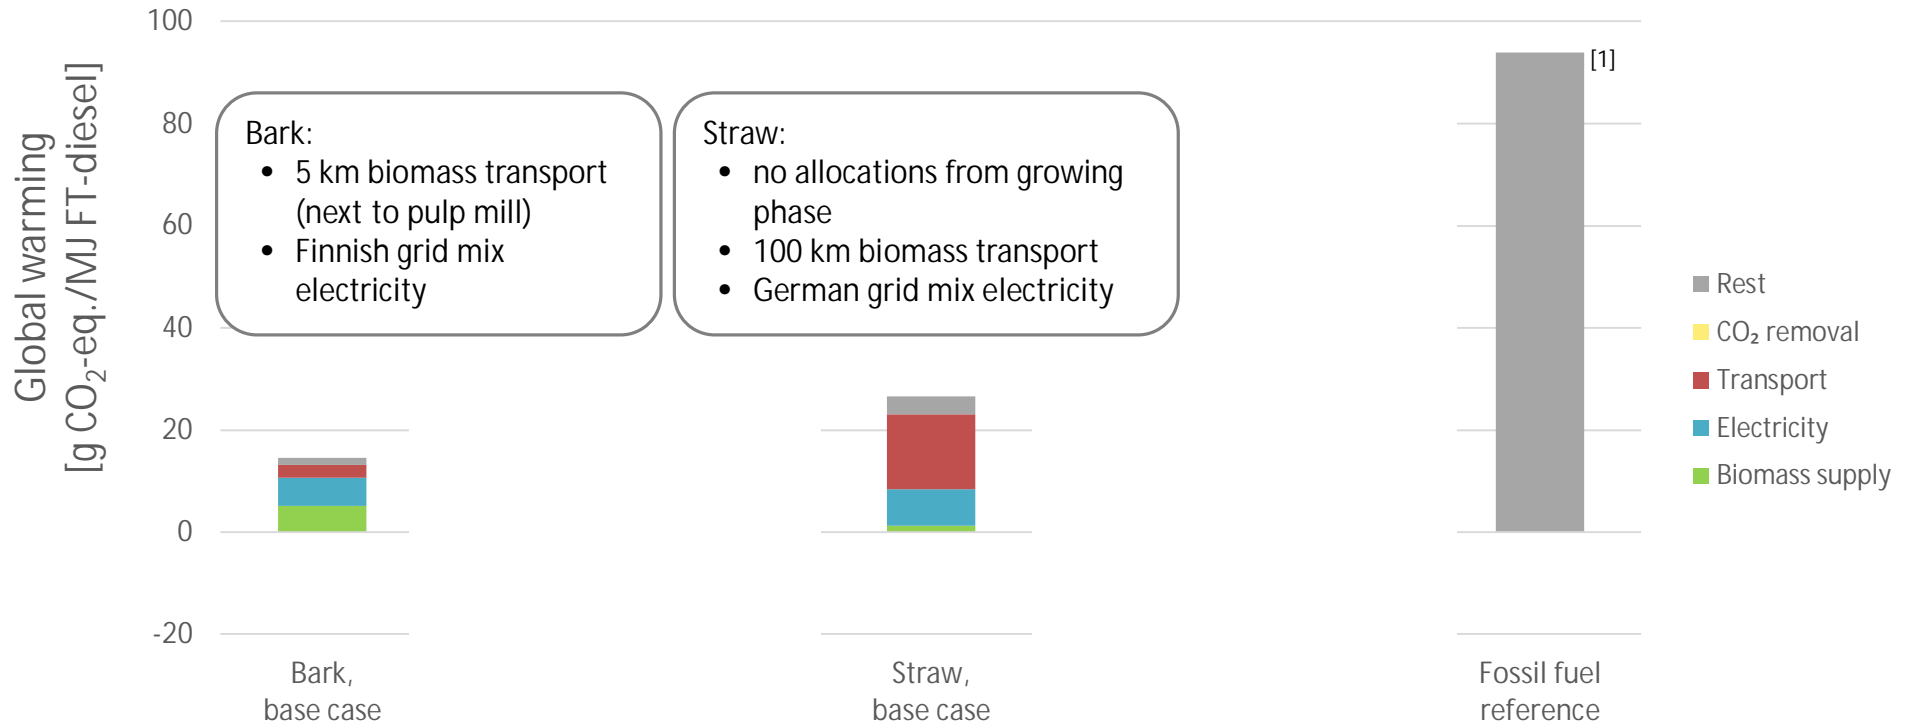 Global warming
[g CO₂-eq./MJ FT-diesel]
100
80
60
40
20
0
-20
Bark:
• 5 km biomass transport
(next to pulp mill)
• Finnish grid mix
electricity
Straw:
• no allocations from growing
phase
• 100 km biomass transport
• German grid mix electricity
[1]
Rest
CO₂ removal
Transport
Electricity
Biomass supply
Bark,
base case
Straw,
base case
Fossil fuel
reference